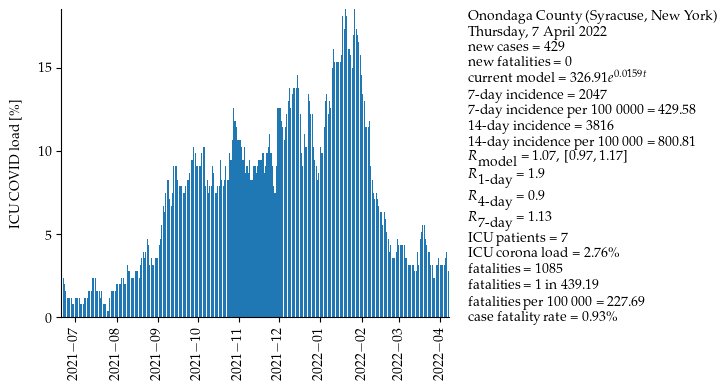 Onondaga County (Syracuse, New York)
Thursday, 7 April 2022
new cases = 429
new fatalities = 0
current model = 326.91e^0.0159t
7-day incidence = 2047
7-day incidence per 100 0000 = 429.58
14-day incidence = 3816
14-day incidence per 100 000 = 800.81
R_model = 1.07, [0.97, 1.17]
R_1-day = 1.9
R_4-day = 0.9
R_7-day = 1.13
ICU patients = 7
ICU corona load = 2.76%
fatalities = 1085
fatalities = 1 in 439.19
fatalities per 100 000 = 227.69
case fatality rate = 0.93%
ICU COVID load [%]
15
10
5
0
2021−07
2021−08
2021−09
2021−10
2021−11
2021−12
2022−01
2022−02
2022−03
2022−04